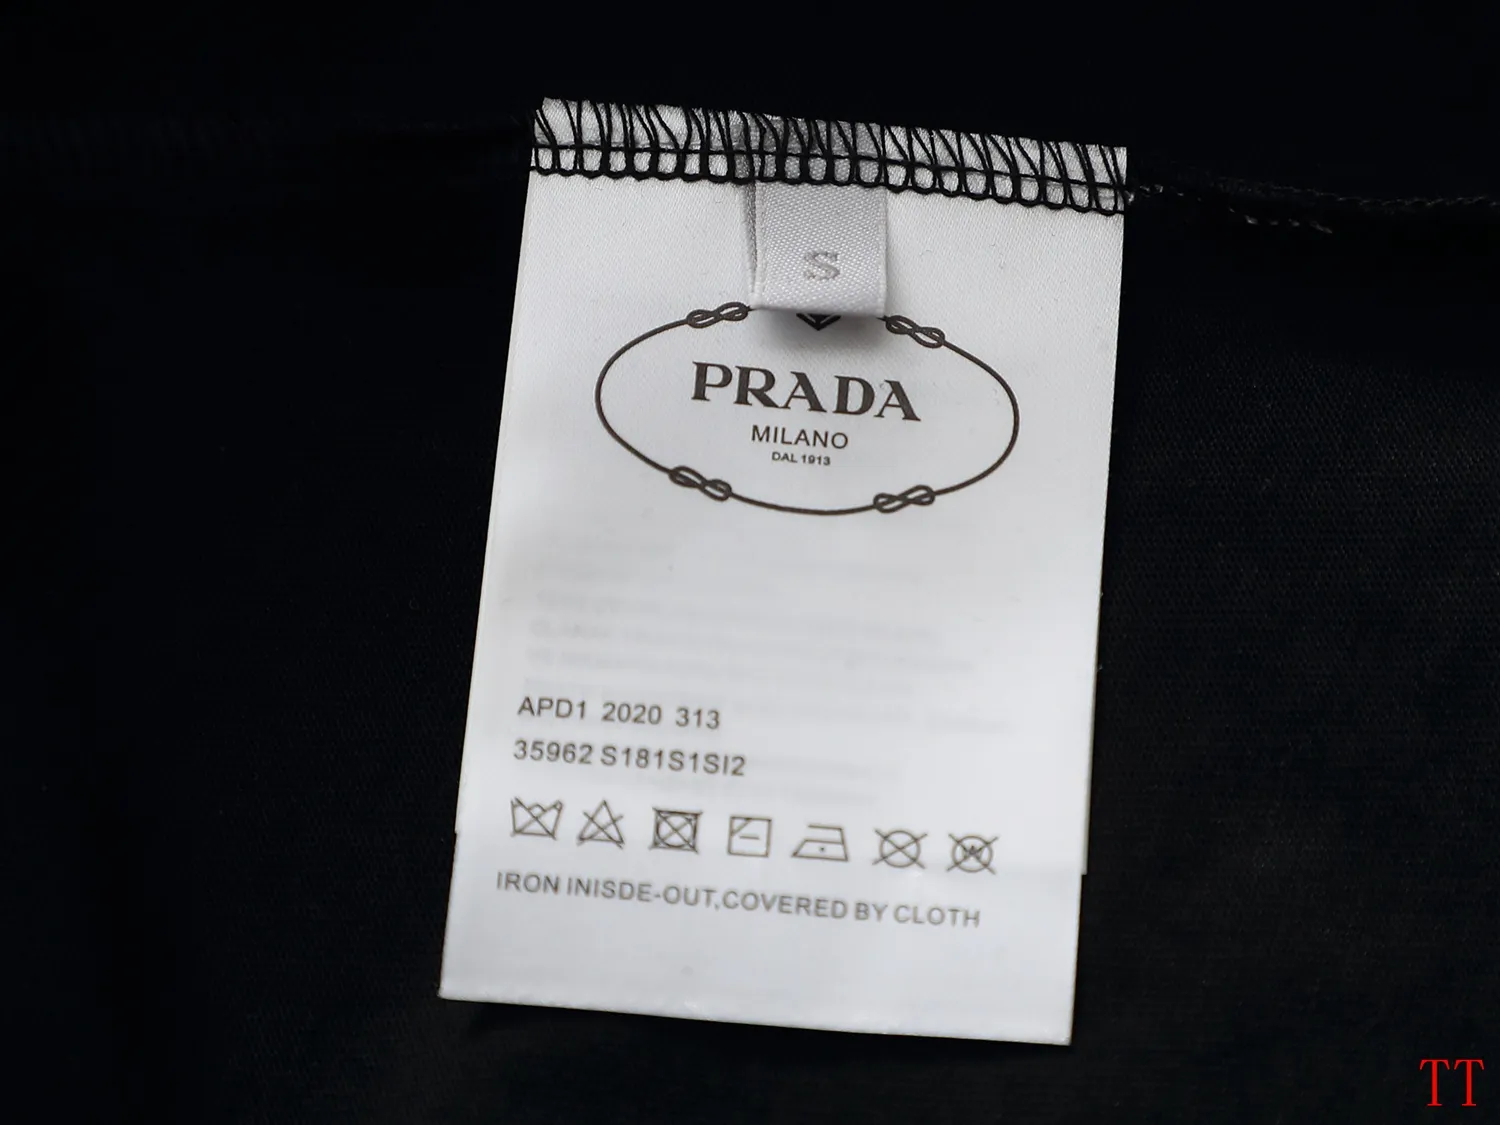 S
PRADA
MILANO
DAL 1913
APD1 2020 313
35962 S181S1SI2
IRON INISDE-OUT,COVERED BY CLOTH
TT